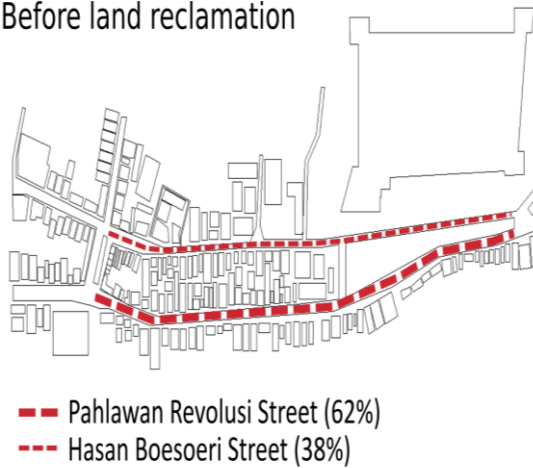 Before land reclamation
Pahlawan Revolusi Street (62%)
Hasan Boesoeri Street (38%)